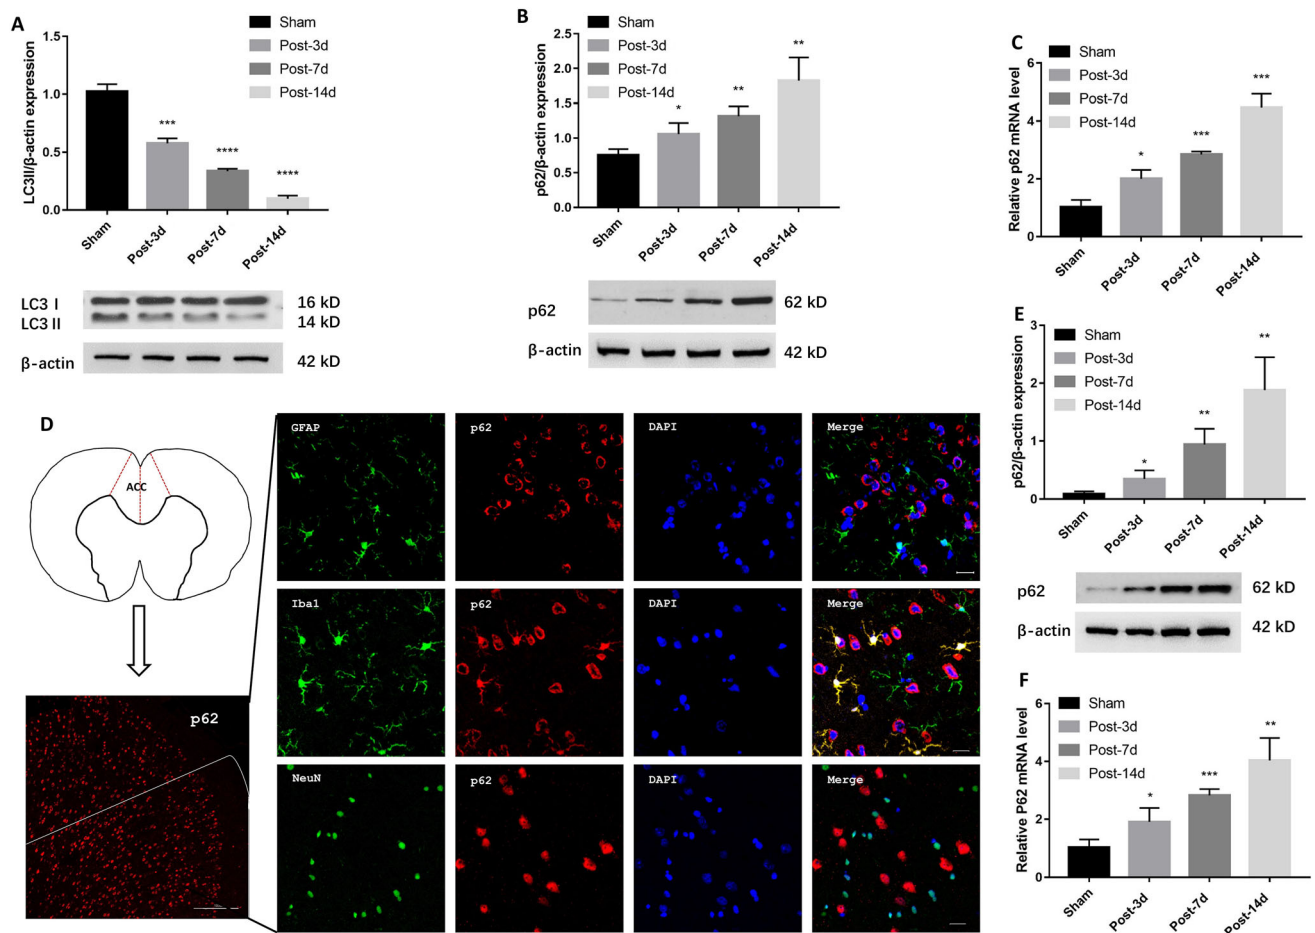 A
LC3II/β-actin expression
1.5
1.0
0.5
0.0
Sham
Post-3d
Post-7d
Post-14d
***
****
****
Sham
Post-3d
Post-7d
Post-14d
LC3 I
LC3 II
β-actin
16 kD
14 kD
42 kD
B
p62/β-actin expression
2.5
2.0
1.5
1.0
0.5
0.0
Sham
Post-3d
Post-7d
Post-14d
*
**
**
Sham
Post-3d
Post-7d
Post-14d
p62
β-actin
62 kD
42 kD
C
Relative p62 mRNA level
6
4
2
0
Sham
Post-3d
Post-7d
Post-14d
*
***
***
Sham
Post-3d
Post-7d
Post-14d
D
ACC
p62
GFAP
p62
DAPI
Merge
Iba1
p62
DAPI
Merge
NeuN
p62
DAPI
Merge
E
p62/β-actin expression
3
2
1
0
Sham
Post-3d
Post-7d
Post-14d
*
**
**
Sham
Post-3d
Post-7d
Post-14d
p62
β-actin
62 kD
42 kD
F
Relative P62 mRNA level
6
4
2
0
Sham
Post-3d
Post-7d
Post-14d
*
***
**
Sham
Post-3d
Post-7d
Post-14d